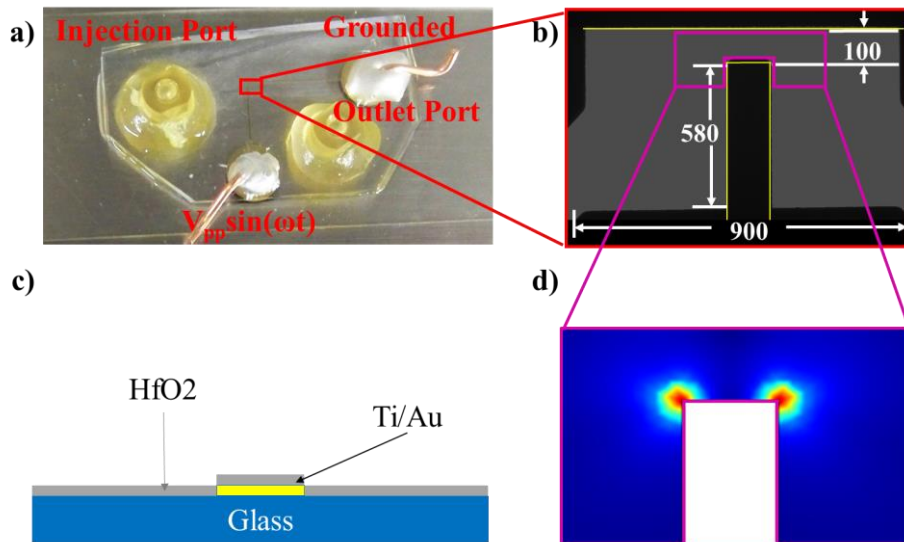 a)
Injection Port
Grounded
Outlet Port
Vppsin(ωt)
b)
100
580
900
c)
HfO2
Ti/Au
Glass
d)